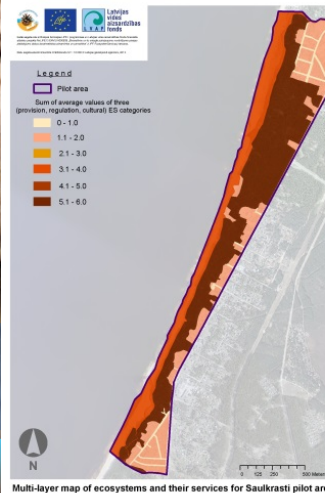 Latvijas
vides
aizsardzības
fonds
Legend
Pilot area
Sum of average values of three
(provision, regulation, cultural) ES categories
0 - 1.0
1.1 - 2.0
2.1 - 3.0
3.1 - 4.0
4.1 - 5.0
5.1 - 6.0
N
0 125 250 500 Meter
Multi-layer map of ecosystems and their services for Saulkrasti pilot are